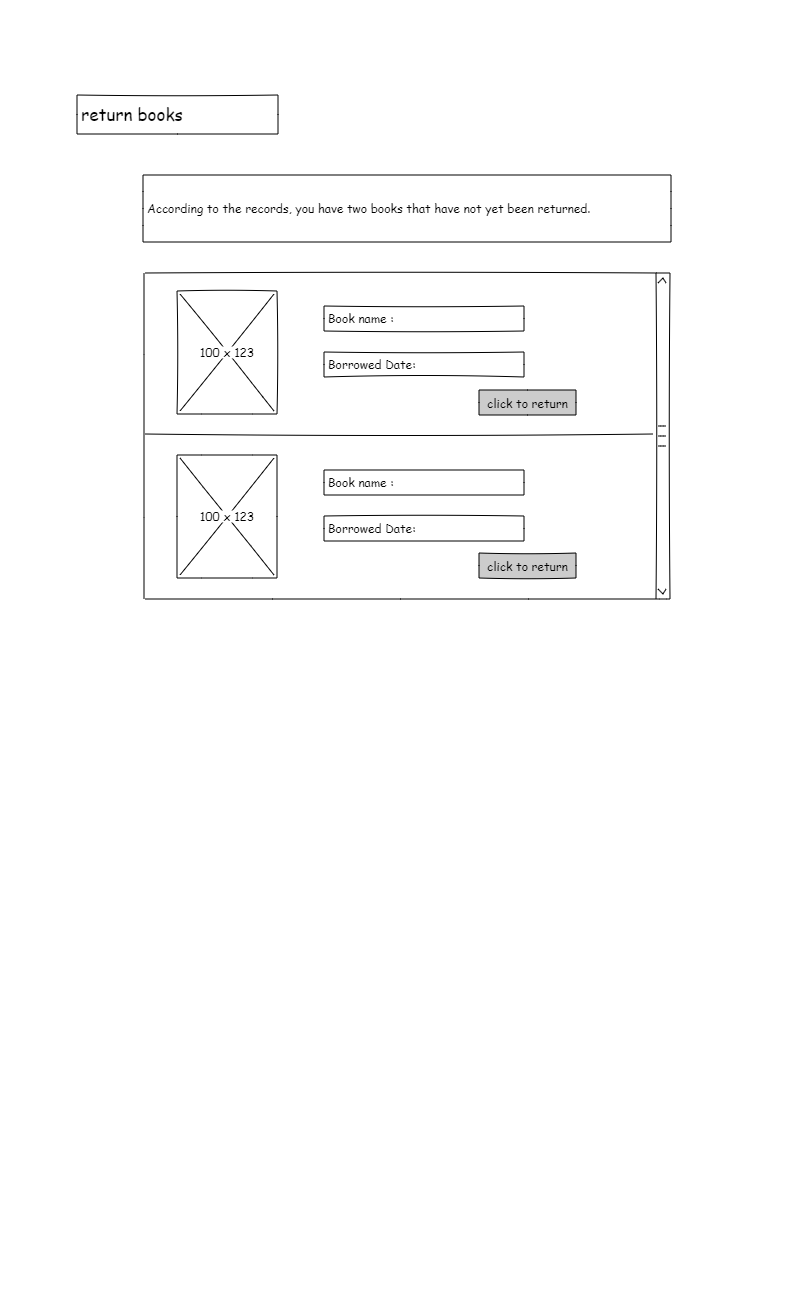 return books
According to the records, you have two books that have not yet been returned.
100 x 123
Book name :
Borrowed Date:
click to return
100 x 123
Book name :
Borrowed Date:
click to return